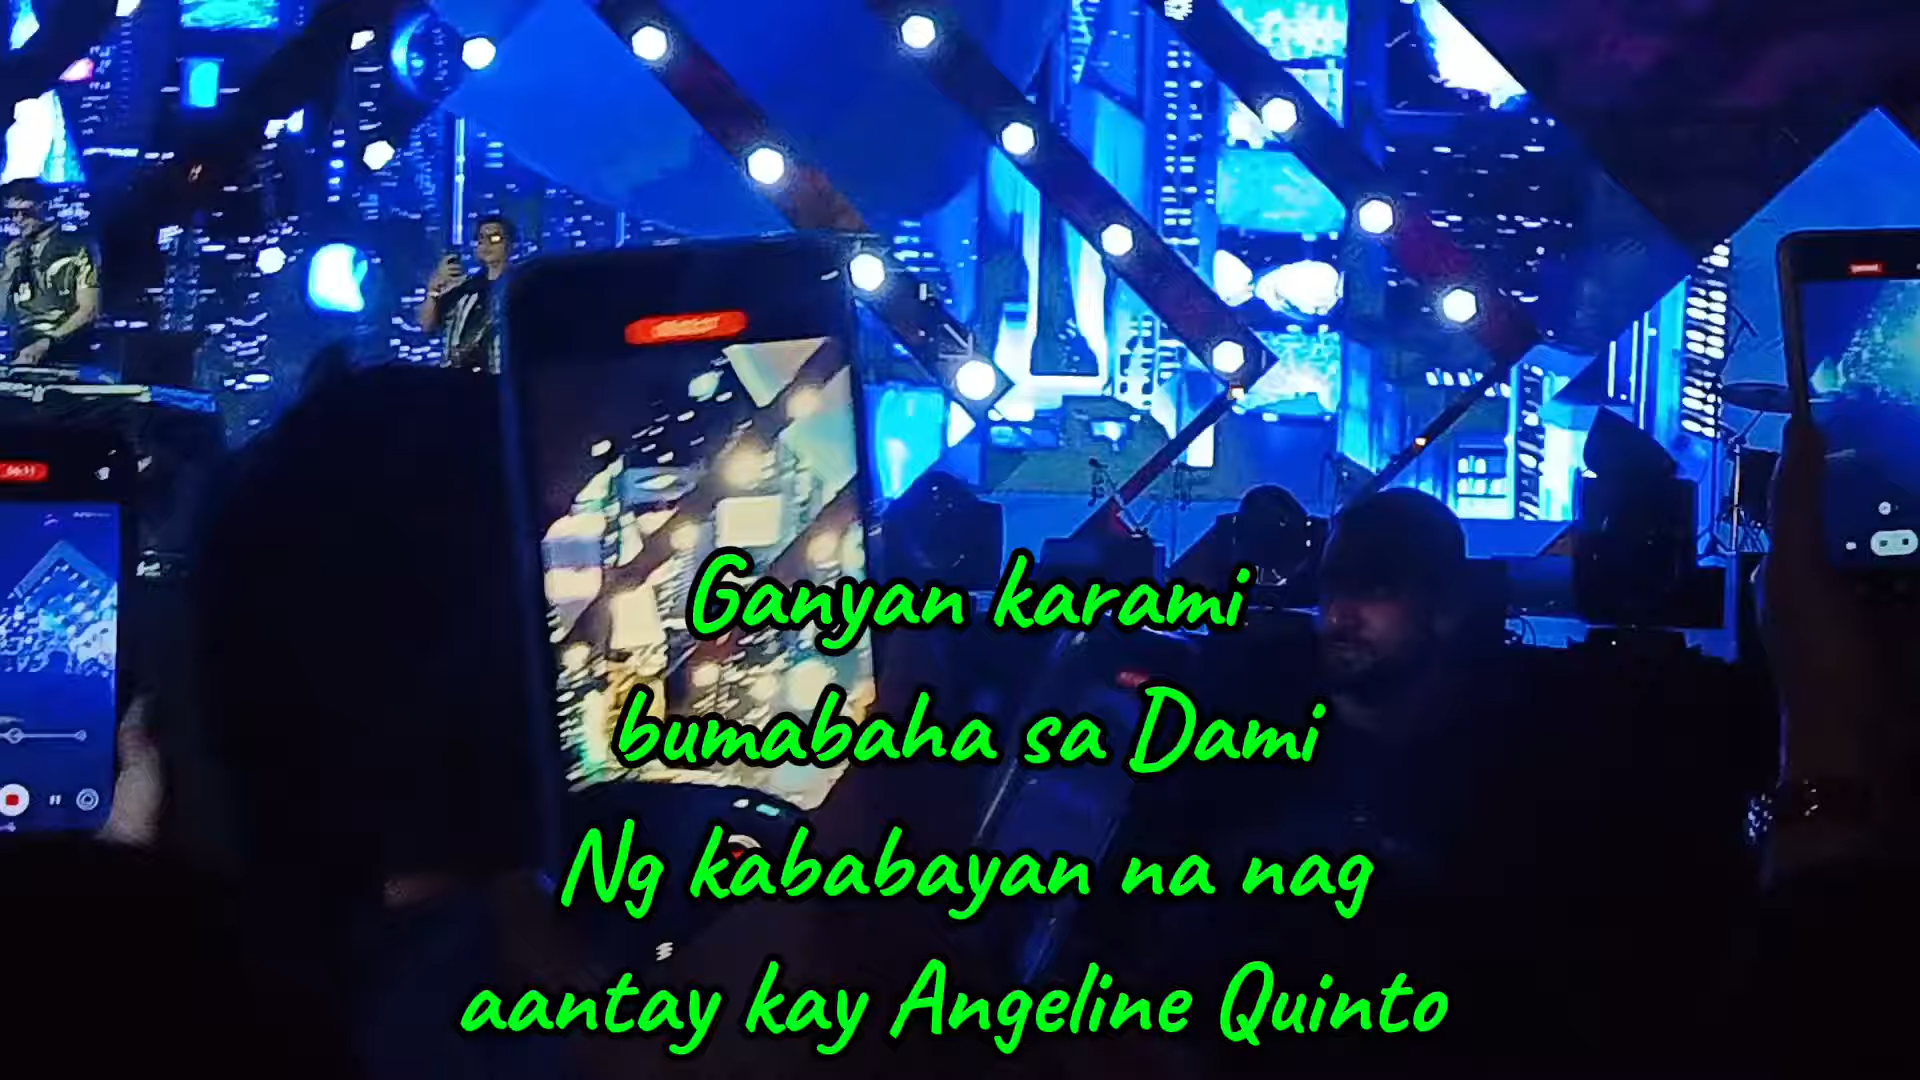 Ganyan karami
bumabaha sa Dami
Ng kababayan na nag
aantay kay Angeline Quinto